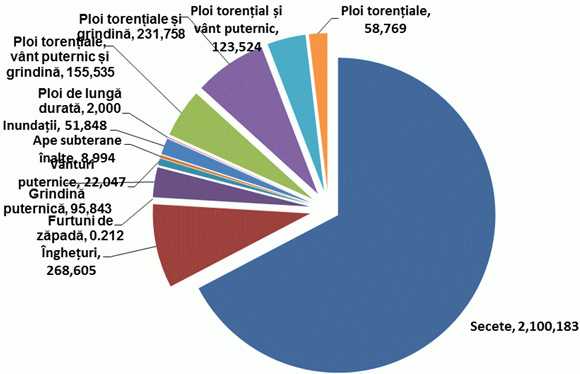 Ploi torențiale și
grindină, 231,758
Ploi torențial și
vânt puternic,
123,524
Ploi torențiale,
58,769
Ploi torențiale,
vânt puternic și
grindină, 155,535
Ploi de lungă
durată, 2,000
Inundații, 51,848
Ape subterane
înalte, 8,994
Vânturi
puternice, 22,047
Grindină
puternică, 95,843
Furtuni de
zăpadă, 0.212
Înghețuri,
268,605
Secete, 2,100,183